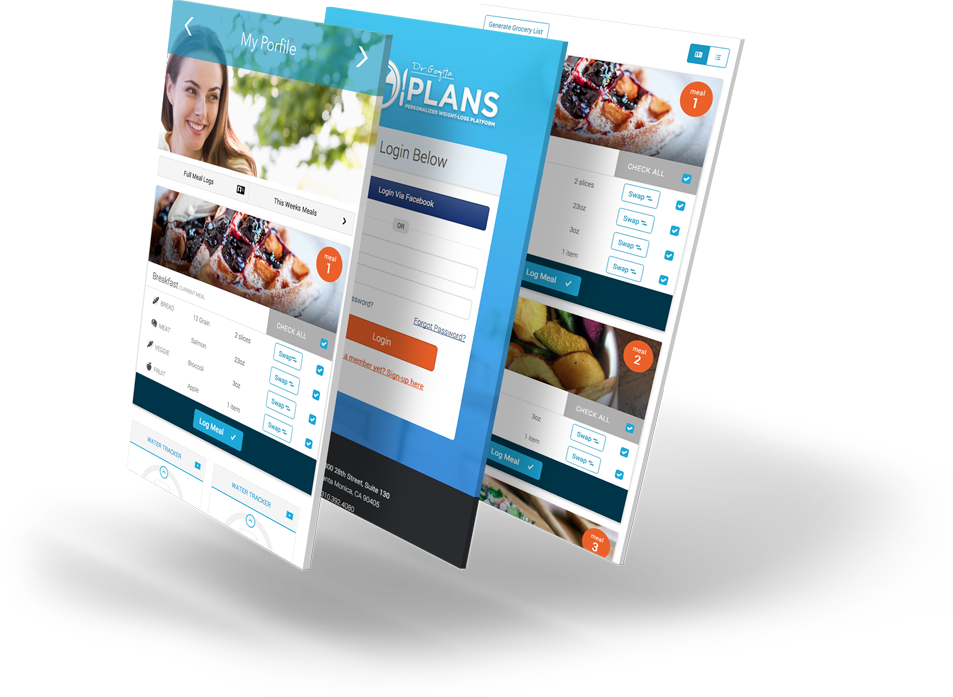 My Porfile
Full Meal Logs
This Weeks Meals
meal
1
Breakfast CURRENT MEAL
CHECK ALL
BREAD
12 Grain
2 slices
Swap
MEAT
Salmon
23oz
Swap
VEGGIE
Broccoli
3oz
Swap
FRUIT
Apple
1 item
Swap
Log Meal
WATER TRACKER
WATER TRACKER
PLANS
PERSONALIZED WEIGHT-LOSS PLATFORM
Login Below
Login Via Facebook
OR
ssword?
Forgot Password?
Login
a member yet? Sign-up here
00 28th Street, Suite 130
anta Monica, CA 90405
310.392.4080
Generate Grocery List
meal
1
CHECK ALL
2 slices
Swap
23oz
Swap
3oz
Swap
1 item
Swap
Log Meal
meal
2
CHECK ALL
3oz
Swap
1 item
Swap
Log Meal
meal
3